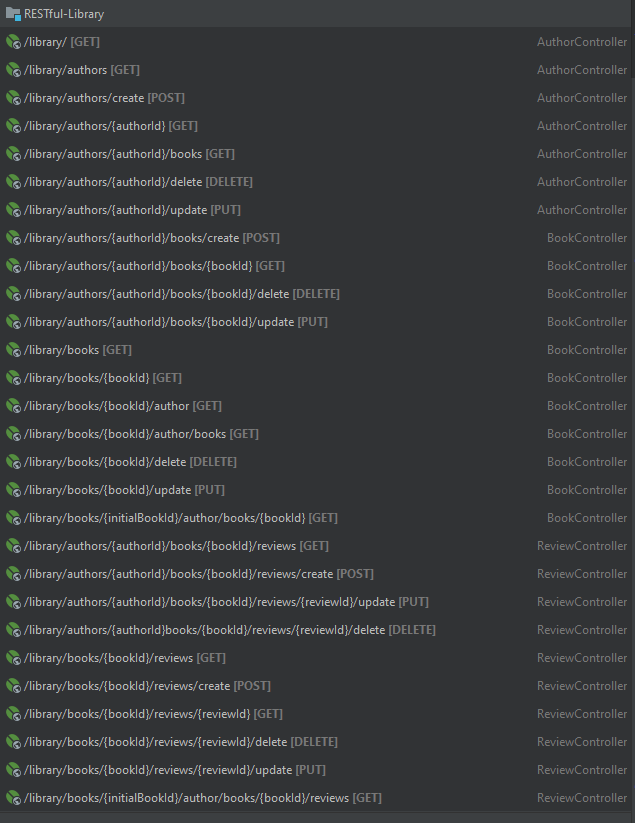 RESTful-Library
/library/ [GET] AuthorController
/library/authors [GET] AuthorController
/library/authors/create [POST] AuthorController
/library/authors/{authorId} [GET] AuthorController
/library/authors/{authorId}/books [GET] AuthorController
/library/authors/{authorId}/delete [DELETE] AuthorController
/library/authors/{authorId}/update [PUT] AuthorController
/library/authors/{authorId}/books/create [POST] BookController
/library/authors/{authorId}/books/{bookId} [GET] BookController
/library/authors/{authorId}/books/{bookId}/delete [DELETE] BookController
/library/authors/{authorId}/books/{bookId}/update [PUT] BookController
/library/books [GET] BookController
/library/books/{bookId} [GET] BookController
/library/books/{bookId}/author [GET] BookController
/library/books/{bookId}/author/books [GET] BookController
/library/books/{bookId}/delete [DELETE] BookController
/library/books/{bookId}/update [PUT] BookController
/library/books/{initialBookId}/author/books/{bookId} [GET] BookController
/library/authors/{authorId}/books/{bookId}/reviews [GET] ReviewController
/library/authors/{authorId}/books/{bookId}/reviews/create [POST] ReviewController
/library/authors/{authorId}/books/{bookId}/reviews/{reviewId}/update [PUT] ReviewController
/library/authors/{authorId}books/{bookId}/reviews/{reviewId}/delete [DELETE] ReviewController
/library/books/{bookId}/reviews [GET] ReviewController
/library/books/{bookId}/reviews/create [POST] ReviewController
/library/books/{bookId}/reviews/{reviewId} [GET] ReviewController
/library/books/{bookId}/reviews/{reviewId}/delete [DELETE] ReviewController
/library/books/{bookId}/reviews/{reviewId}/update [PUT] ReviewController
/library/books/{initialBookId}/author/books/{bookId}/reviews [GET] ReviewController